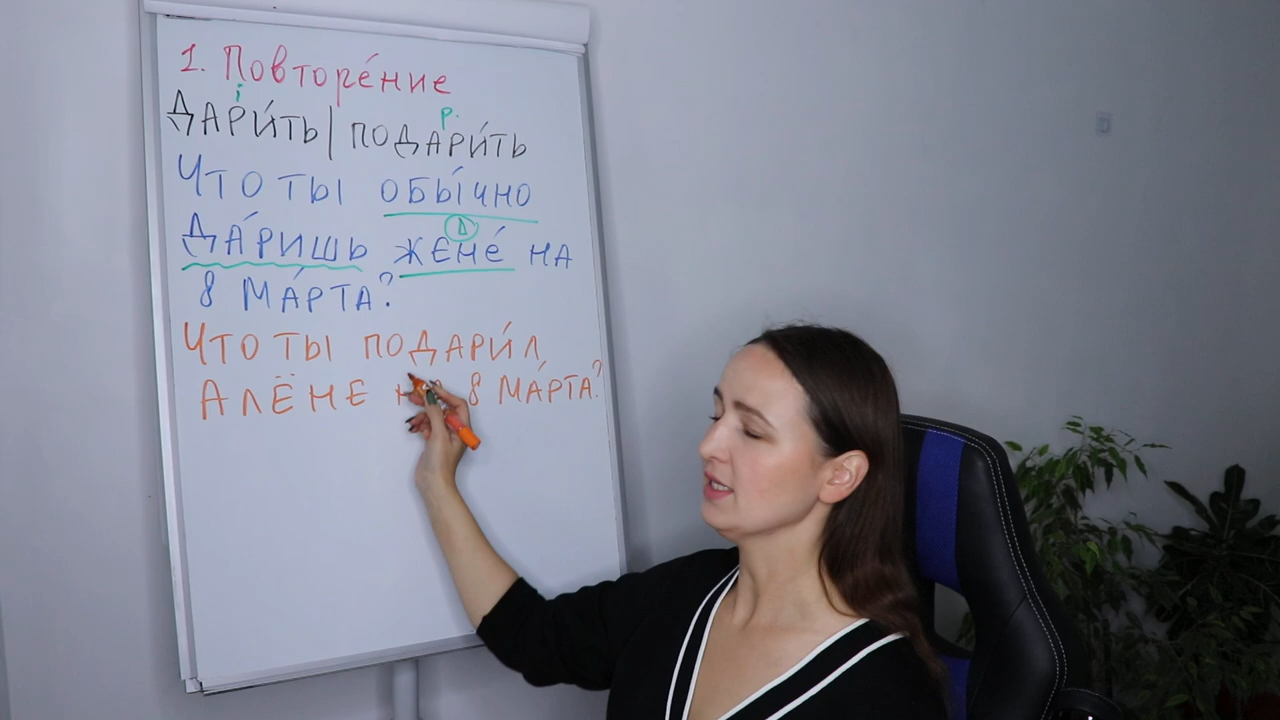 1. Повторе́ние
i p.
ДАРИ́ТЬ | ПОДАРИ́ТЬ
ЧТО ТЫ ОБЫ́ЧНО
Д
ДА́РИШЬ ЖЕНЕ́ НА
8 МА́РТА?
ЧТО ТЫ ПОДАРИ́Л
АЛЁНЕ 8 МА́РТА?